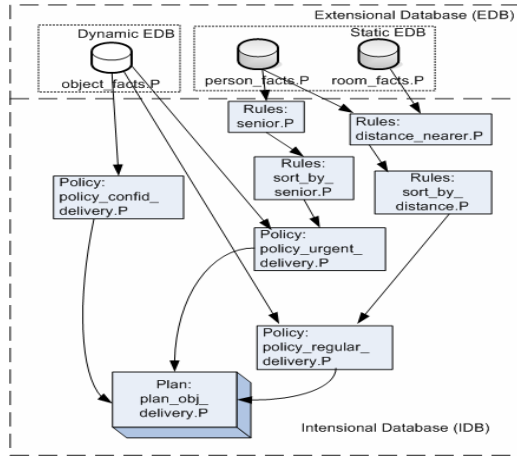 Extensional Database (EDB)
Dynamic EDB
Static EDB
object_facts.P
person_facts.P
room_facts.P
Rules:
senior.P
Rules:
distance_nearer.P
Rules:
sort_by_
senior.P
Rules:
sort_by_
distance.P
Policy:
policy_confid_
delivery.P
Policy:
policy_urgent_
delivery.P
Policy:
policy_regular_
delivery.P
Plan:
plan_obj_
delivery.P
Intensional Database (IDB)